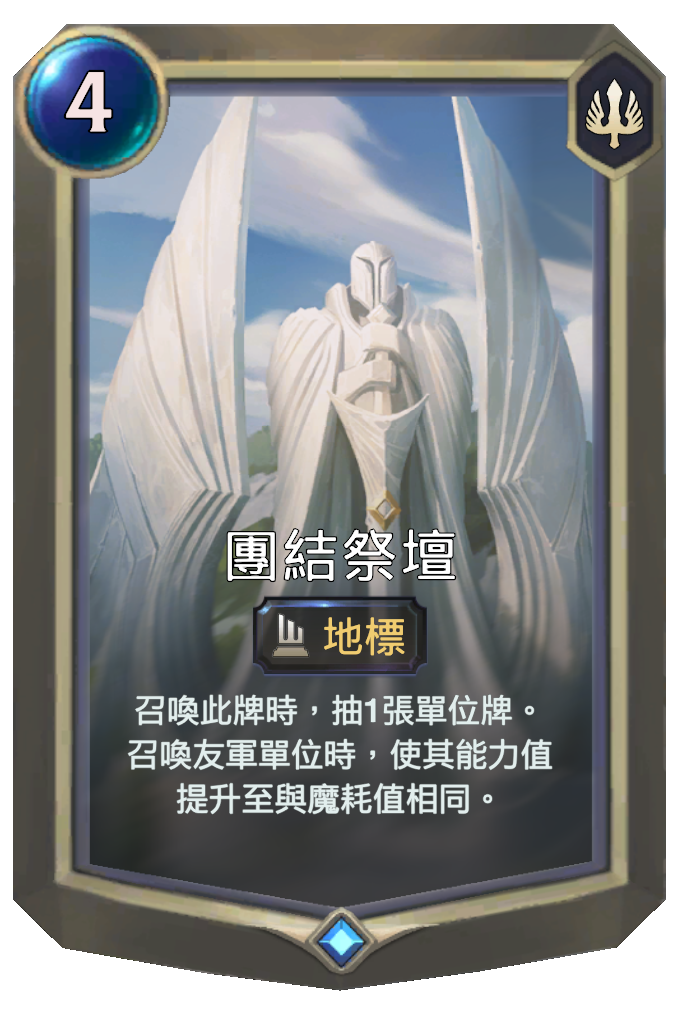 4
團結祭壇
地標
召喚此牌時，抽1張單位牌。
召喚友軍單位時，使其能力值
提升至與魔耗值相同。